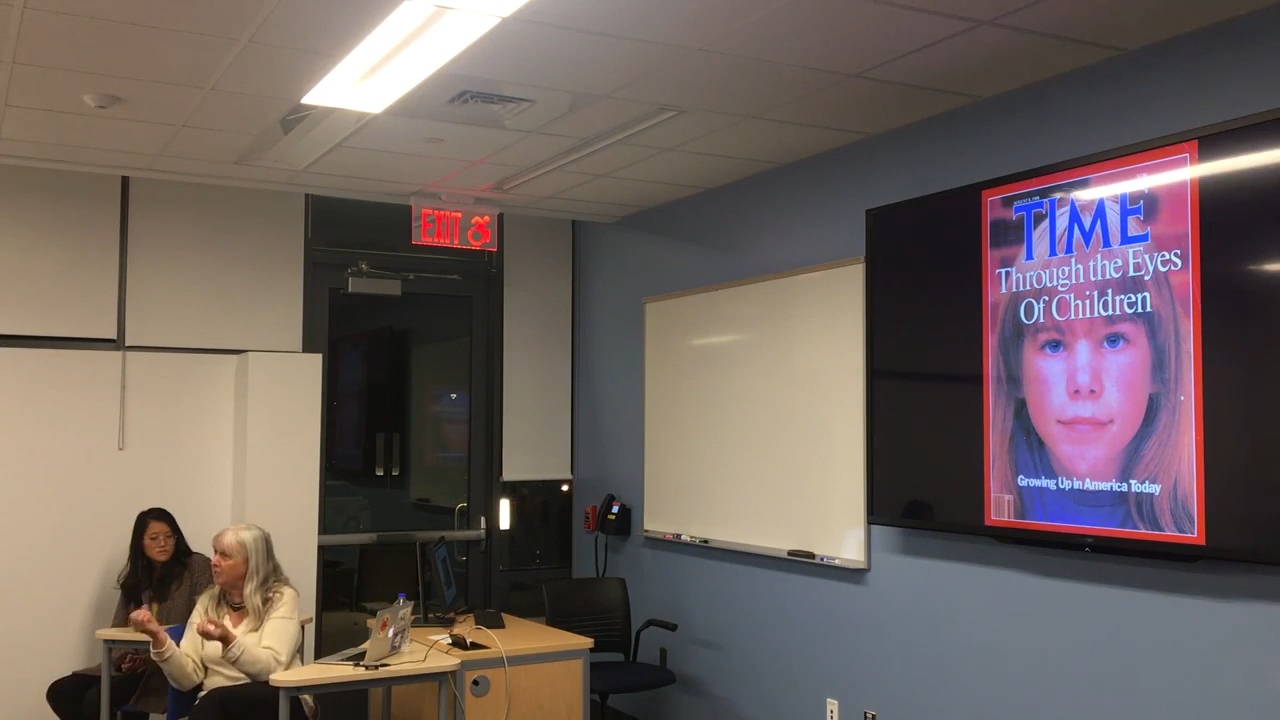 EXIT
TIME
Through the Eyes
Of Children
Growing Up in America Today